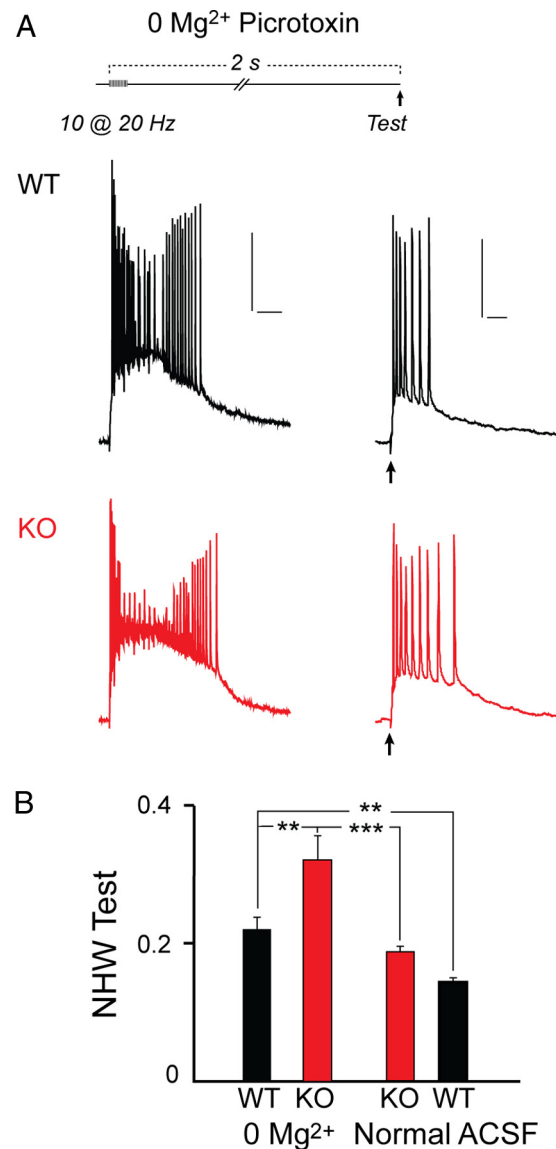 A
0 Mg²⁺ Picrotoxin
2 s
10 @ 20 Hz
Test
WT
KO
B
NHW Test
0.4
0.2
0
**
**
***
WT KO KO WT
0 Mg²⁺ Normal ACSF